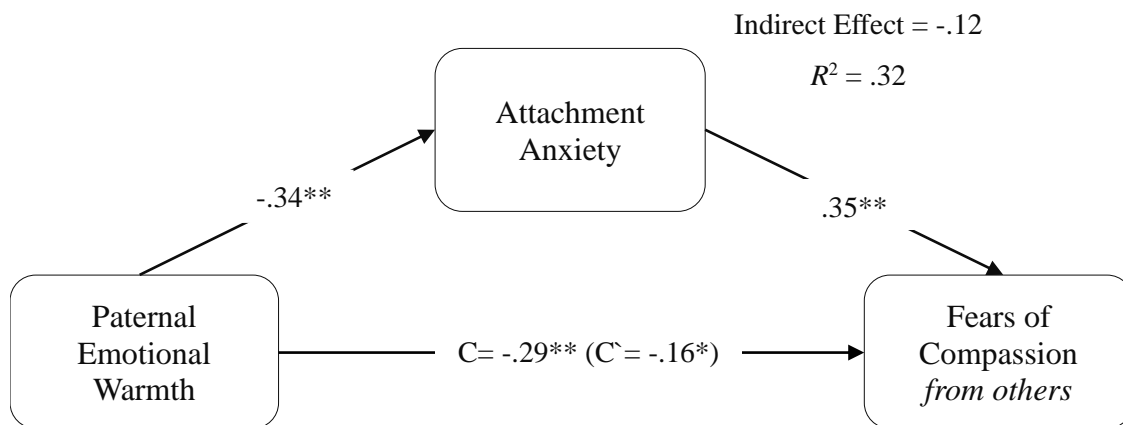 Indirect Effect = -.12
R² = .32
Attachment
Anxiety
-.34**
.35**
Paternal
Emotional
Warmth
C= -.29** (C`= -.16*)
Fears of
Compassion
from others